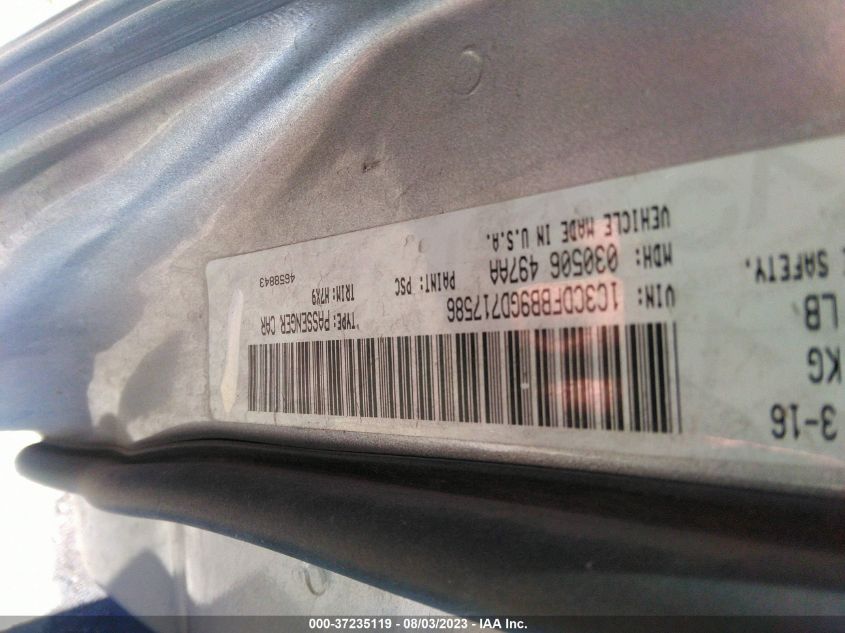 3-16
KG
LB
SAFETY.
VIN: 1C3CDFBB9GD717586 TYPE: PASSENGER CAR
MDH: 030506 497AA PAINT: PSC TRIM: H7X9
VEHICLE MADE IN U.S.A. 4658843
000-37235119 - 08/03/2023 - © IAA Inc.